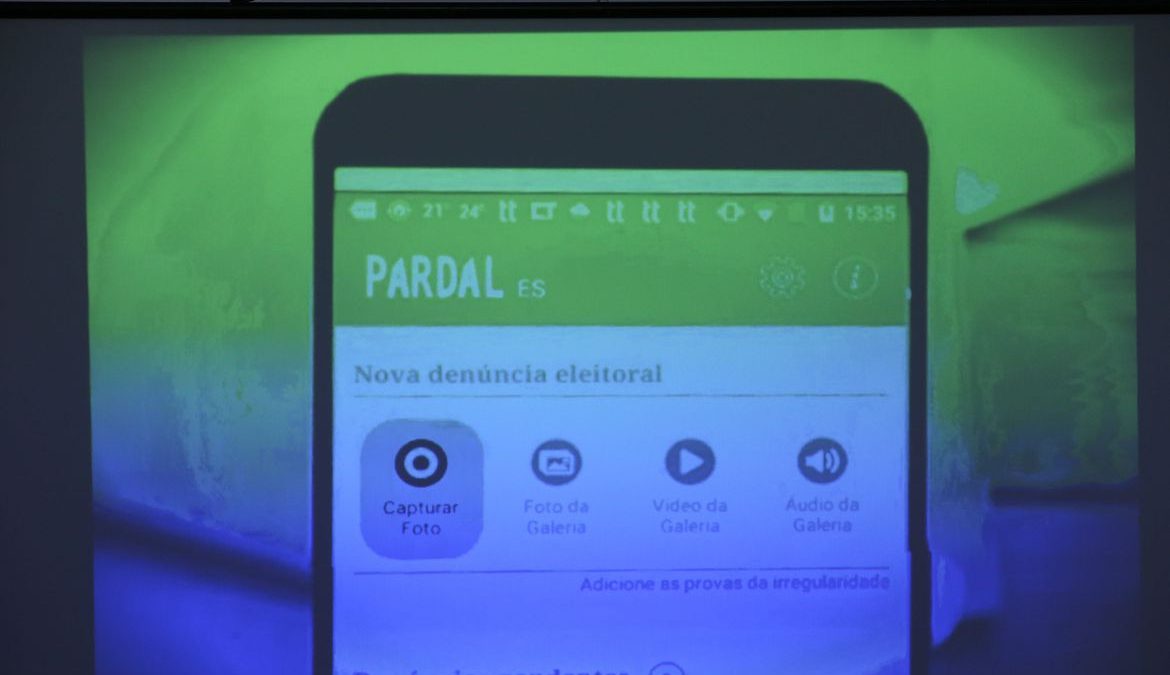 21° 24° 15:35
PARDAL ES
Nova denúncia eleitoral
Capturar Foto da Vídeo da Áudio da
Foto Galeria Galeria Galeria
Adicione as provas da irregularidade